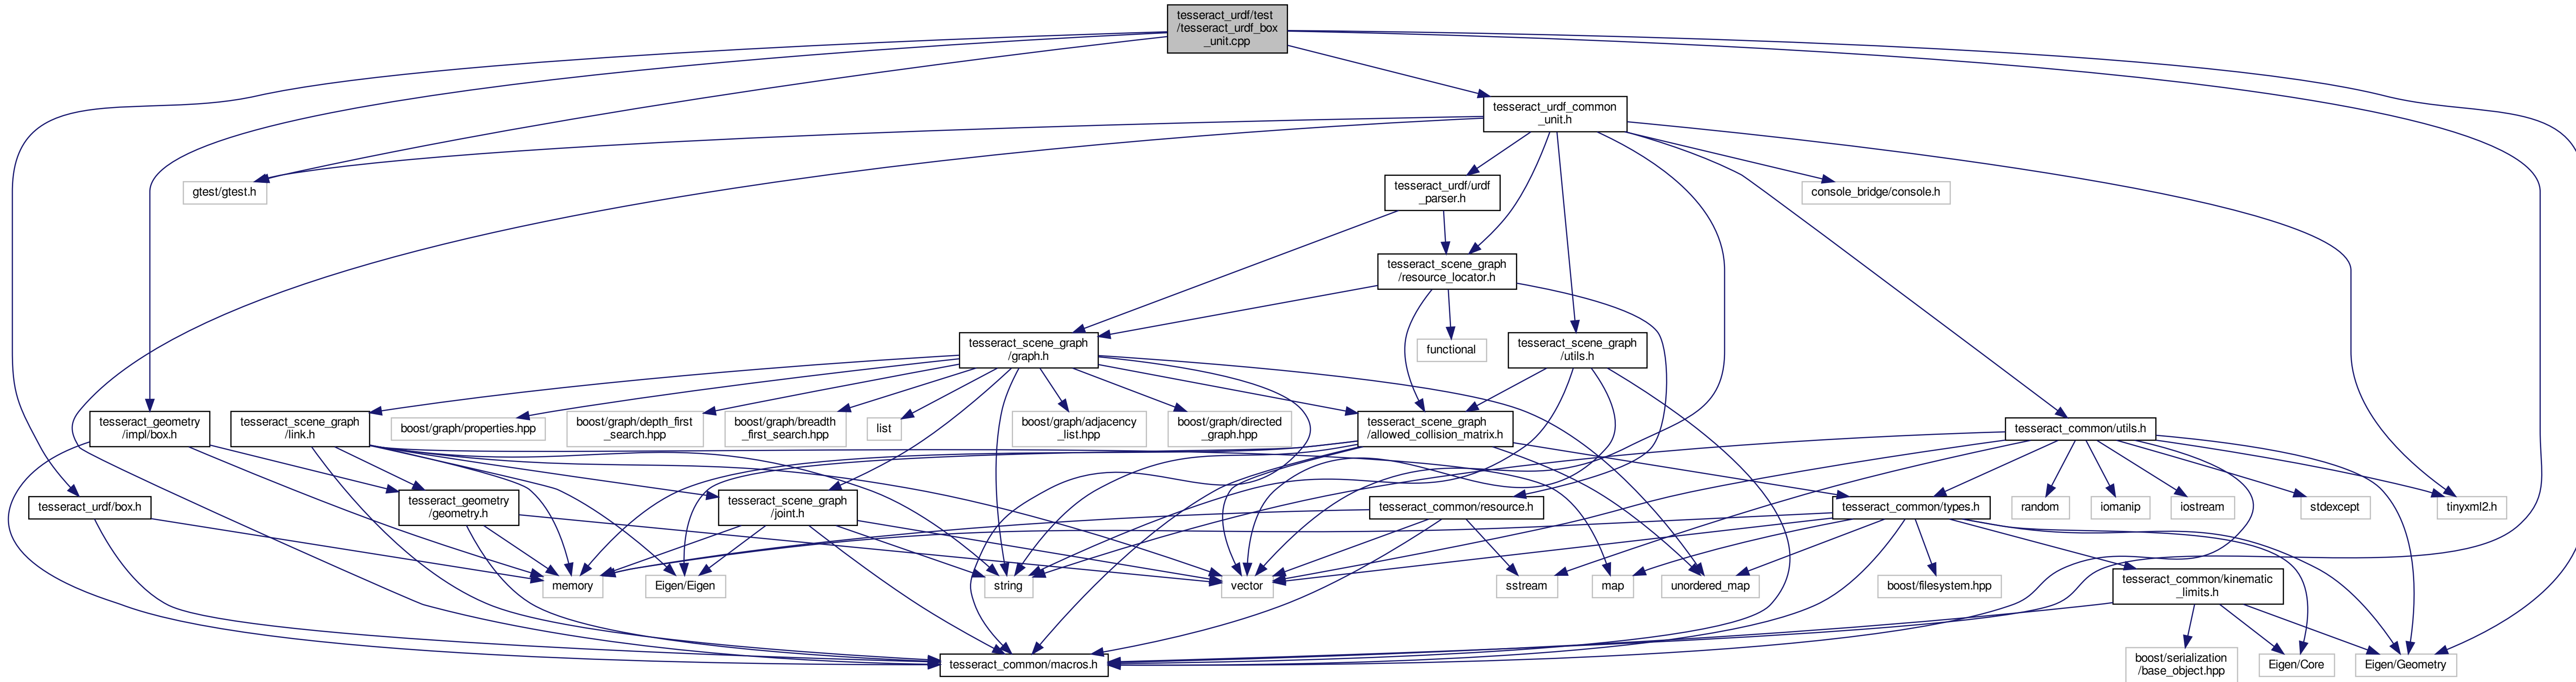 tesseract_urdf/test
/tesseract_urdf_box
_unit.cpp
tesseract_urdf_common
_unit.h
gtest/gtest.h
tesseract_urdf/urdf
_parser.h
console_bridge/console.h
tesseract_scene_graph
/resource_locator.h
tesseract_scene_graph
/graph.h
functional
tesseract_scene_graph
/utils.h
tesseract_geometry
/impl/box.h
tesseract_scene_graph
/link.h
boost/graph/properties.hpp
boost/graph/depth_first
_search.hpp
boost/graph/breadth
_first_search.hpp
list
boost/graph/adjacency
_list.hpp
boost/graph/directed
_graph.hpp
tesseract_scene_graph
/allowed_collision_matrix.h
tesseract_common/utils.h
tesseract_urdf/box.h
tesseract_geometry
/geometry.h
tesseract_scene_graph
/joint.h
tesseract_common/resource.h
tesseract_common/types.h
random
iomanip
iostream
stdexcept
tinyxml2.h
memory
Eigen/Eigen
string
vector
sstream
map
unordered_map
boost/filesystem.hpp
tesseract_common/kinematic
_limits.h
tesseract_common/macros.h
boost/serialization
/base_object.hpp
Eigen/Core
Eigen/Geometry